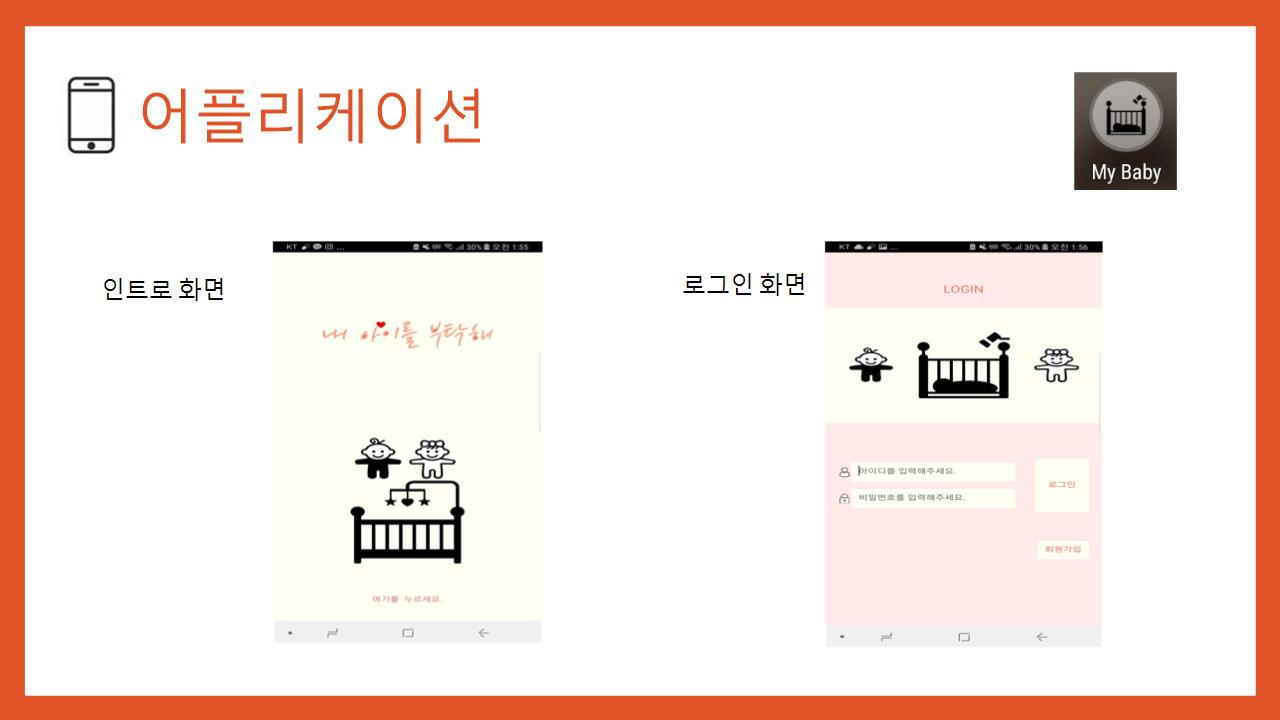 어플리케이션
My Baby
인트로 화면
KT ... 30% 오전 1:55
내 아이를 부탁해
여기를 누르세요.
로그인 화면
KT ... 30% 오전 1:56
LOGIN
아이디를 입력해주세요.
로그인
비밀번호를 입력해주세요.
회원가입